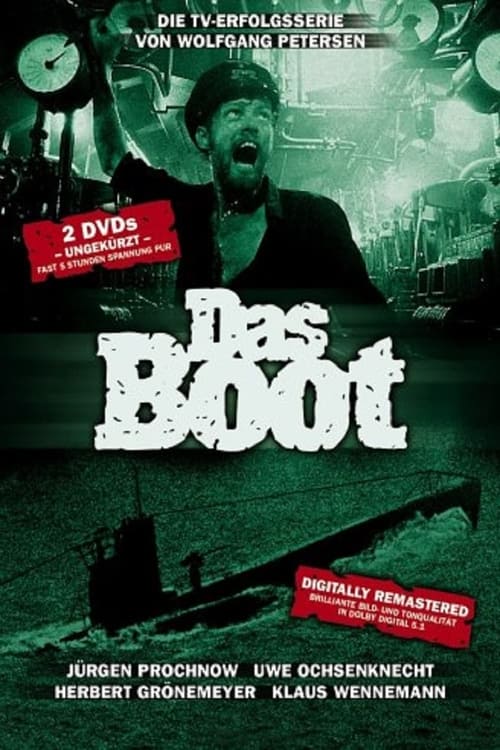 DIE TV-ERFOLGSSERIE
VON WOLFGANG PETERSEN
2 DVDs
– UNGEKÜRZT –
FAST 5 STUNDEN SPANNUNG PUR
Das
Boot
DIGITALLY REMASTERED
BRILLIANTE BILD- UND TONQUALITÄT
IN DOLBY DIGITAL 5.1
JÜRGEN PROCHNOW UWE OCHSENKNECHT
HERBERT GRÖNEMEYER KLAUS WENNEMANN